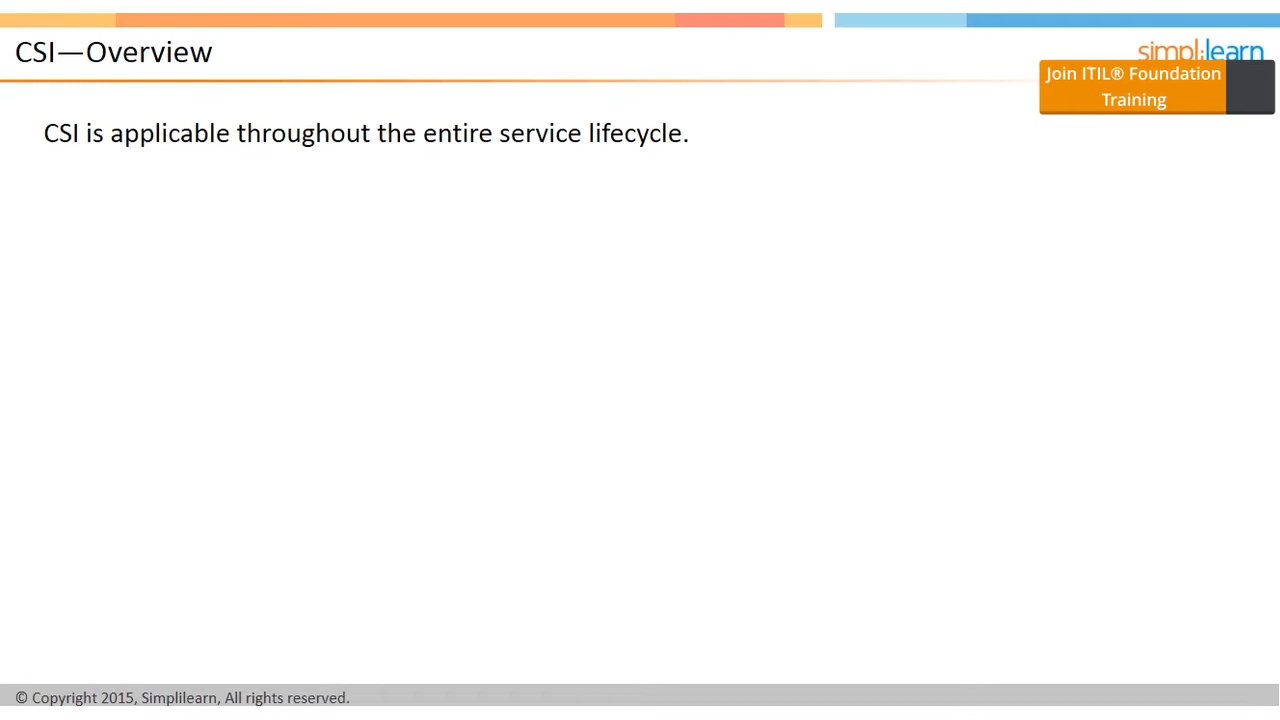 CSI—Overview
simplilearn
Join ITIL® Foundation
Training
CSI is applicable throughout the entire service lifecycle.
© Copyright 2015, Simplilearn, All rights reserved.